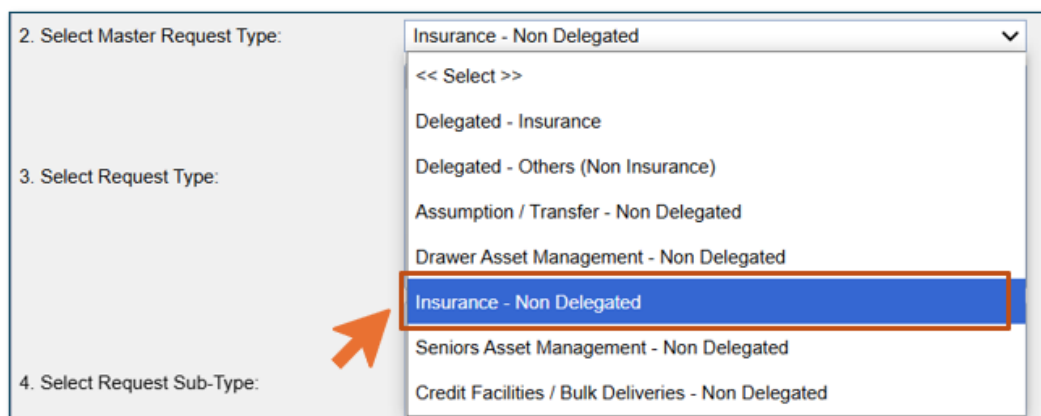 2. Select Master Request Type:
Insurance - Non Delegated
<< Select >>
Delegated - Insurance
Delegated - Others (Non Insurance)
3. Select Request Type:
Assumption / Transfer - Non Delegated
Drawer Asset Management - Non Delegated
Insurance - Non Delegated
Seniors Asset Management - Non Delegated
4. Select Request Sub-Type:
Credit Facilities / Bulk Deliveries - Non Delegated